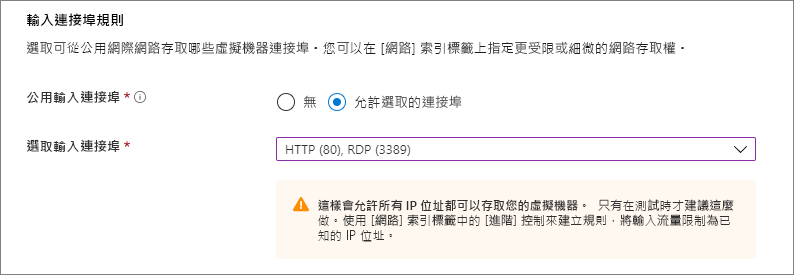 輸入連接埠規則
選取可從公用網際網路存取哪些虛擬機器連接埠。您可以在 [網路] 索引標籤上指定更受限或細微的網路存取權。
公用輸入連接埠 * 無 允許選取的連接埠
選取輸入連接埠 * HTTP (80), RDP (3389)
這樣會允許所有 IP 位址都可以存取您的虛擬機器。 只有在測試時才建議這麼
做。使用 [網路] 索引標籤中的 [進階] 控制來建立規則，將輸入流量限制為已
知的 IP 位址。